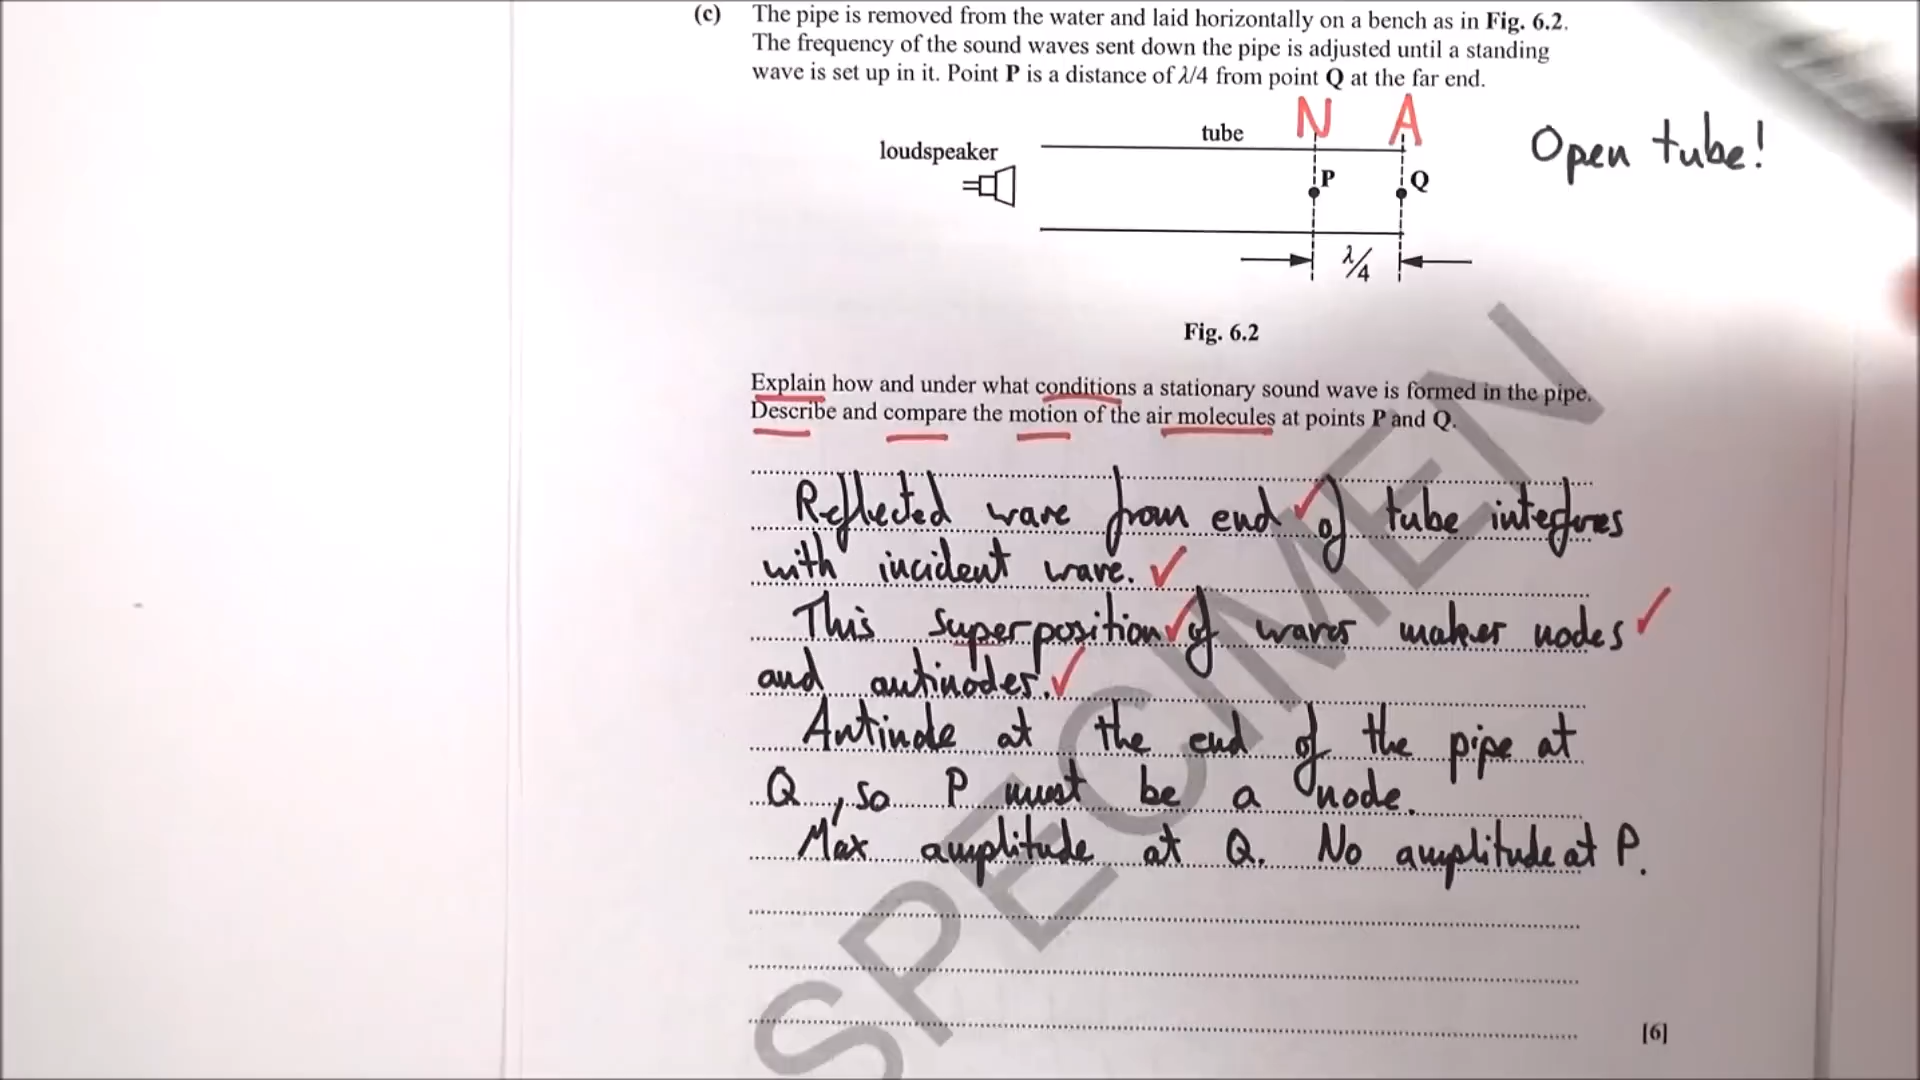 (c) The pipe is removed from the water and laid horizontally on a bench as in Fig. 6.2.
The frequency of the sound waves sent down the pipe is adjusted until a standing
wave is set up in it. Point P is a distance of λ/4 from point Q at the far end.
N A
tube
Open tube!
loudspeaker
P Q
λ/4
Fig. 6.2
Explain how and under what conditions a stationary sound wave is formed in the pipe.
Describe and compare the motion of the air molecules at points P and Q.
Reflected wave from end ✓ of tube interferes
with incident wave. ✓
This superposition ✓ of waves makes nodes ✓
and antinodes. ✓
Antinde at the end of the pipe at
Q, so P must be a node.
Max amplitude at Q. No amplitude at P.
[6]
SPECIMEN